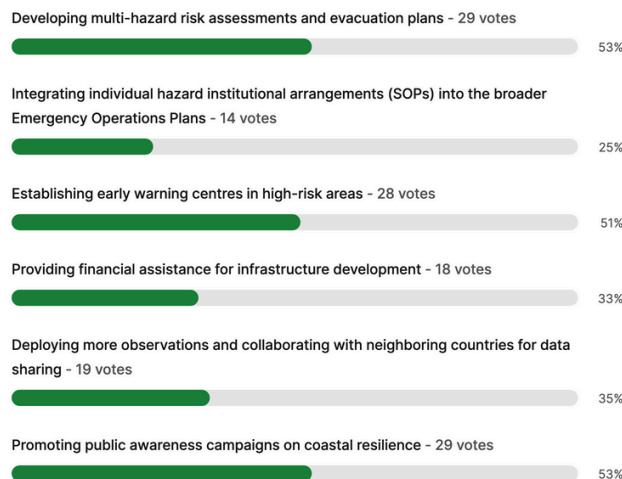 Developing multi-hazard risk assessments and evacuation plans - 29 votes
53%
Integrating individual hazard institutional arrangements (SOPs) into the broader
Emergency Operations Plans - 14 votes
25%
Establishing early warning centres in high-risk areas - 28 votes
51%
Providing financial assistance for infrastructure development - 18 votes
33%
Deploying more observations and collaborating with neighboring countries for data
sharing - 19 votes
35%
Promoting public awareness campaigns on coastal resilience - 29 votes
53%